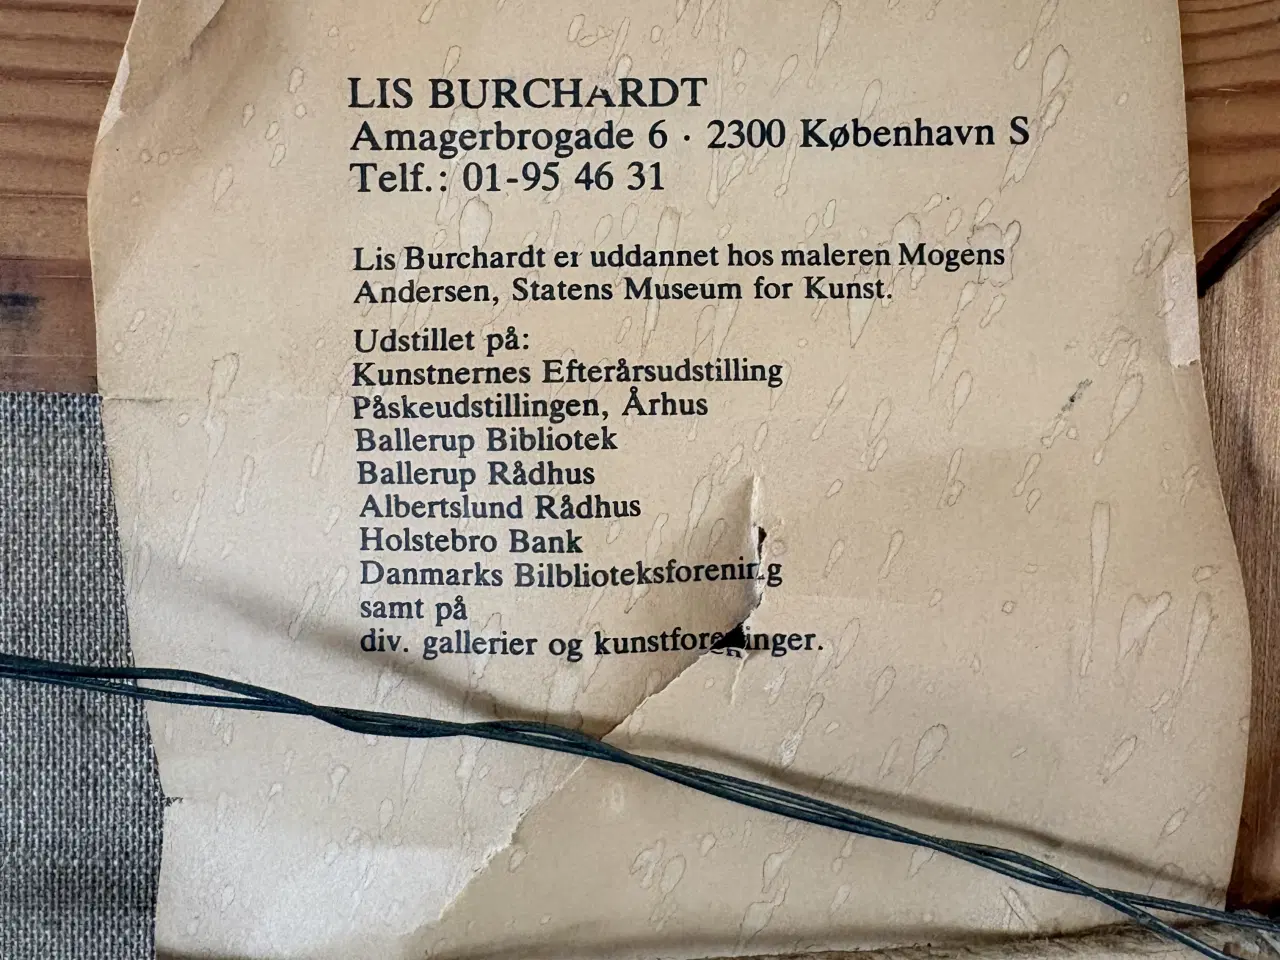 LIS BURCHARDT
Amagerbrogade 6 · 2300 København S
Telf.: 01-95 46 31
Lis Burchardt er uddannet hos maleren Mogens
Andersen, Statens Museum for Kunst.
Udstillet på:
Kunstnernes Efterårsudstilling
Påskeudstillingen, Århus
Ballerup Bibliotek
Ballerup Rådhus
Albertslund Rådhus
Holstebro Bank
Danmarks Bilblioteksforening
samt på
div. gallerier og kunstforeninger.